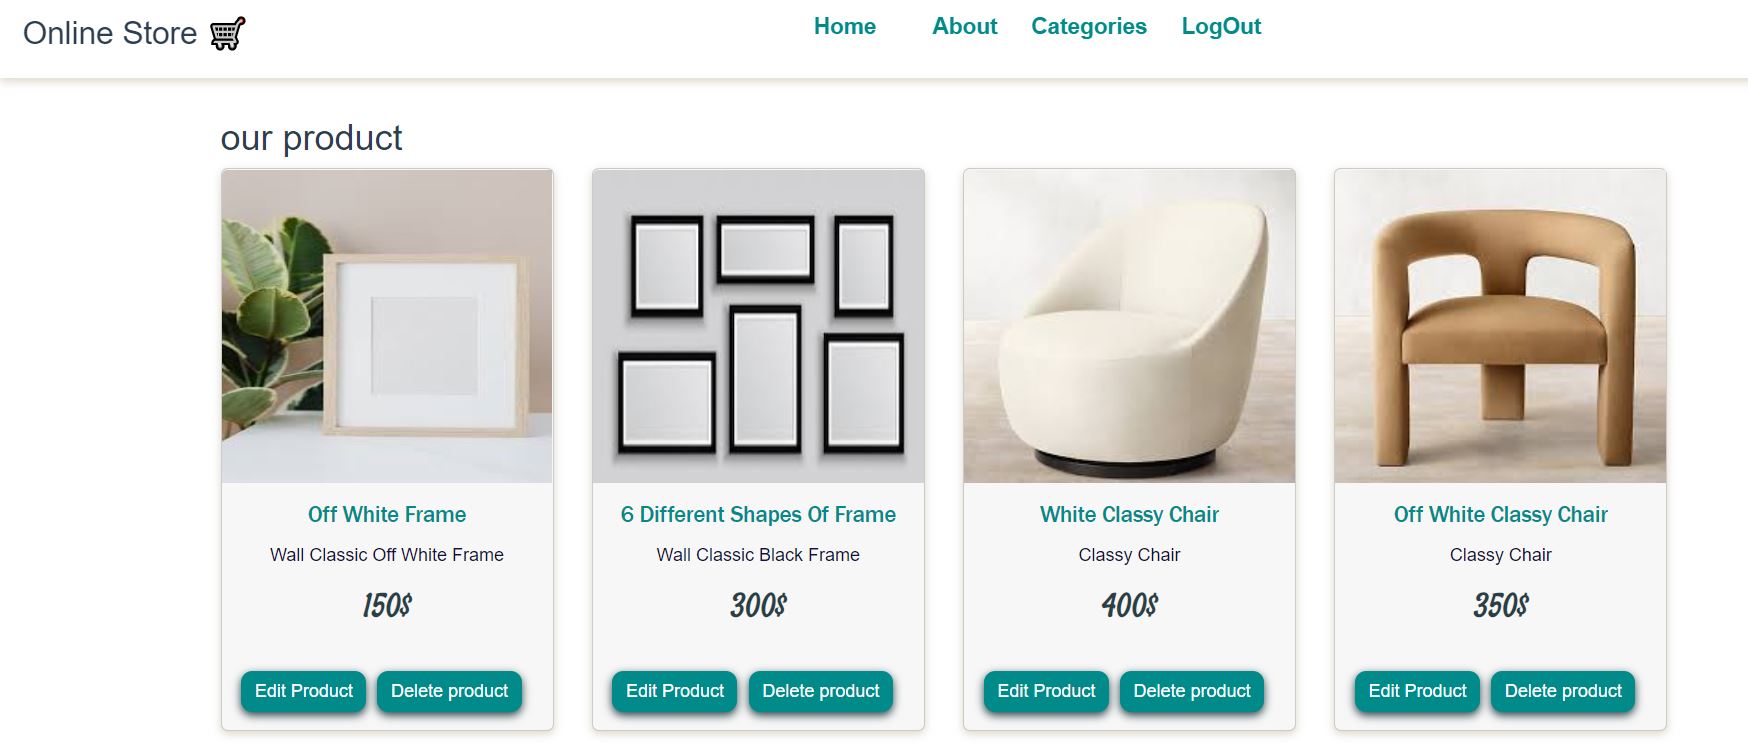 Online Store
Home About Categories LogOut
our product
Off White Frame
Wall Classic Off White Frame
150$
Edit Product Delete product
6 Different Shapes Of Frame
Wall Classic Black Frame
300$
Edit Product Delete product
White Classy Chair
Classy Chair
400$
Edit Product Delete product
Off White Classy Chair
Classy Chair
350$
Edit Product Delete product